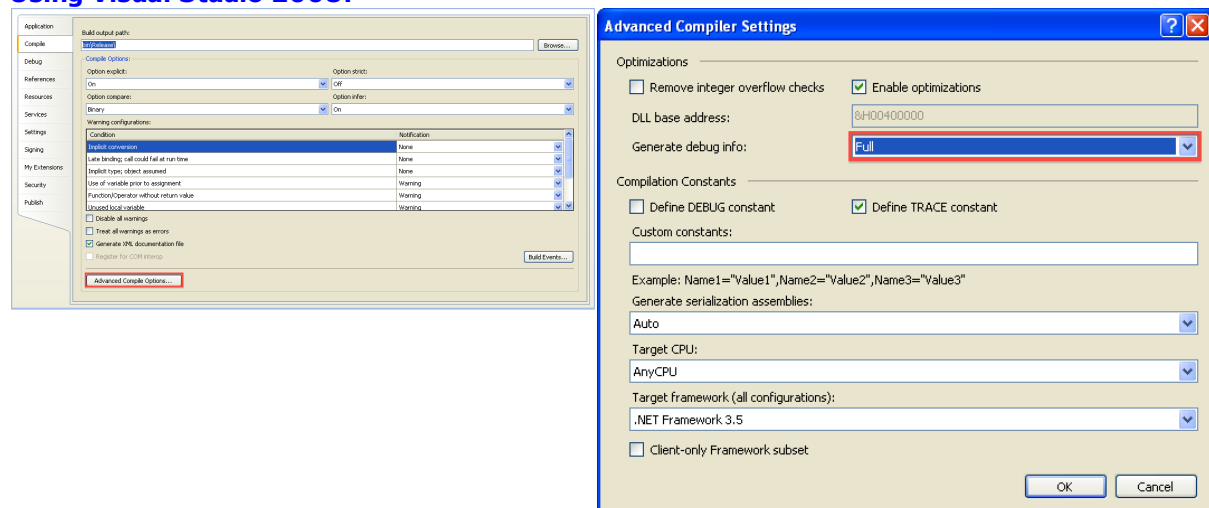 Using Visual Studio 2008:
Application
Compile
Debug
References
Resources
Services
Settings
Signing
My Extensions
Security
Publish
Build output path:
bin\Release\
Browse...
Compile Options:
Option explicit:
Option strict:
On
Off
Option compare:
Option infer:
Binary
On
Warning configurations:
Condition
Notification
Implicit conversion
None
Late binding; call could fail at run time
None
Implicit type; object assumed
None
Use of variable prior to assignment
Warning
Function/Operator without return value
Warning
Unused local variable
Warning
Disable all warnings
Treat all warnings as errors
Generate XML documentation file
Register for COM interop
Build Events...
Advanced Compile Options...
Advanced Compiler Settings
Optimizations
Remove integer overflow checks
Enable optimizations
DLL base address:
&H00400000
Generate debug info:
Full
Compilation Constants
Define DEBUG constant
Define TRACE constant
Custom constants:
Example: Name1="Value1",Name2="Value2",Name3="Value3"
Generate serialization assemblies:
Auto
Target CPU:
AnyCPU
Target framework (all configurations):
.NET Framework 3.5
Client-only Framework subset
OK
Cancel